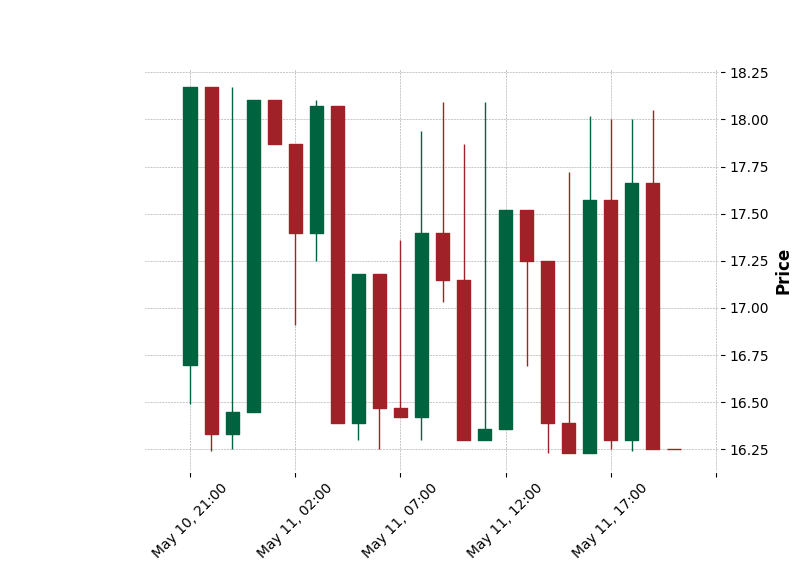 18.25
18.00
17.75
17.50
17.25
17.00
16.75
16.50
16.25
Price
May 10, 21:00
May 11, 02:00
May 11, 07:00
May 11, 12:00
May 11, 17:00